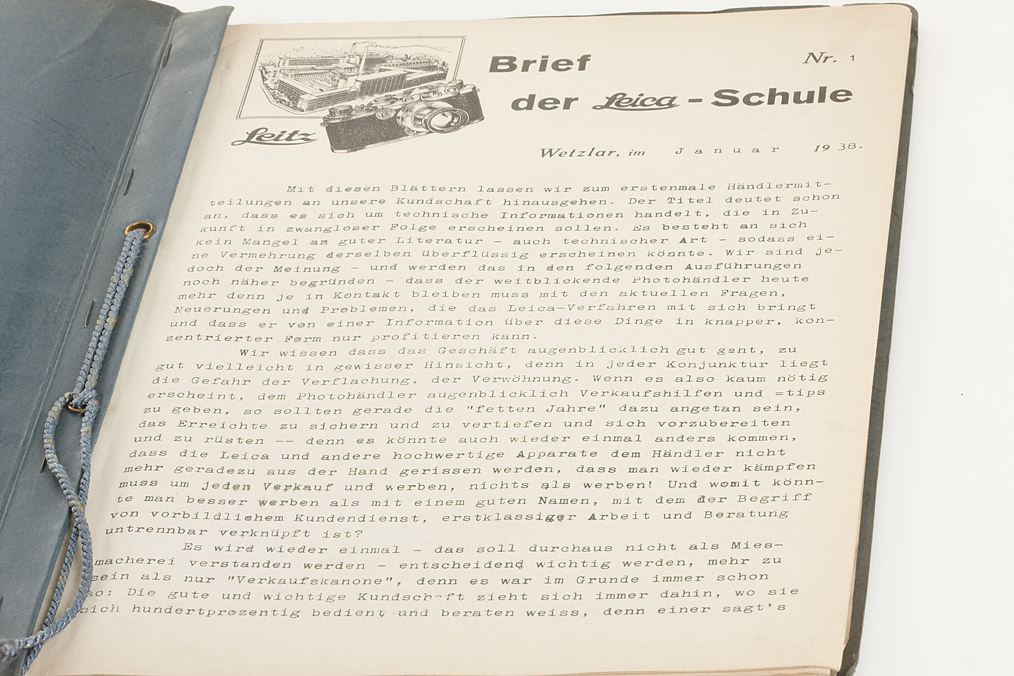 Brief
Nr. 1
der Leica - Schule
Leitz
Wetzlar, im Januar 1938.
Mit diesen Blättern lassen wir zum erstenmale Händlermit-
teilungen an unsere Kundschaft hinausgehen. Der Titel deutet schon
an, dass es sich um technische Informationen handelt, die in Zu-
kunft in zwangloser Folge erscheinen sollen. Es besteht an sich
kein Mangel am guter Literatur - auch technischer Art - sodass ei-
ne Vermehrung derselben überflüssig erscheinen könnte. Wir sind je-
doch der Meinung - und werden das in den folgenden Ausführungen
noch näher begründen - dass der weitblickende Photohändler heute
mehr denn je in Kontakt bleiben muss mit den aktuellen Fragen,
Neuerungen und Problemen, die das Leica-Verfahren mit sich bringt
und dass er von einer Information über diese Dinge in knapper, kon-
zentrierter Form nur profitieren kann.
Wir wissen dass das Geschäft augenblicklich gut geht, zu
gut vielleicht in gewisser Hinsicht, denn in jeder Konjunktur liegt
die Gefahr der Verflachung, der Verwöhnung. Wenn es also kaum nötig
erscheint, dem Photohändler augenblicklich Verkaufshilfen und =tips
zu geben, so sollten gerade die "fetten Jahre" dazu angetan sein,
das Erreichte zu sichern und zu vertiefen und sich vorzubereiten
und zu rüsten -- denn es könnte auch wieder einmal anders kommen,
dass die Leica und andere hochwertige Apparate dem Händler nicht
mehr geradezu aus der Hand gerissen werden, dass man wieder kämpfen
muss um jeden Verkauf und werben, nichts als werben! Und womit könn-
te man besser werben als mit einem guten Namen, mit dem der Begriff
von vorbildlichem Kundendienst, erstklassiger Arbeit und Beratung
untrennbar verknüpft ist?
Es wird wieder einmal - das soll durchaus nicht als Mies-
macherei verstanden werden - entscheidend wichtig werden, mehr zu
sein als nur "Verkaufskanone", denn es war im Grunde immer schon
so: Die gute und wichtige Kundschaft zieht sich immer dahin, wo sie
sich hundertprozentig bedient und beraten weiss, denn einer sagt's